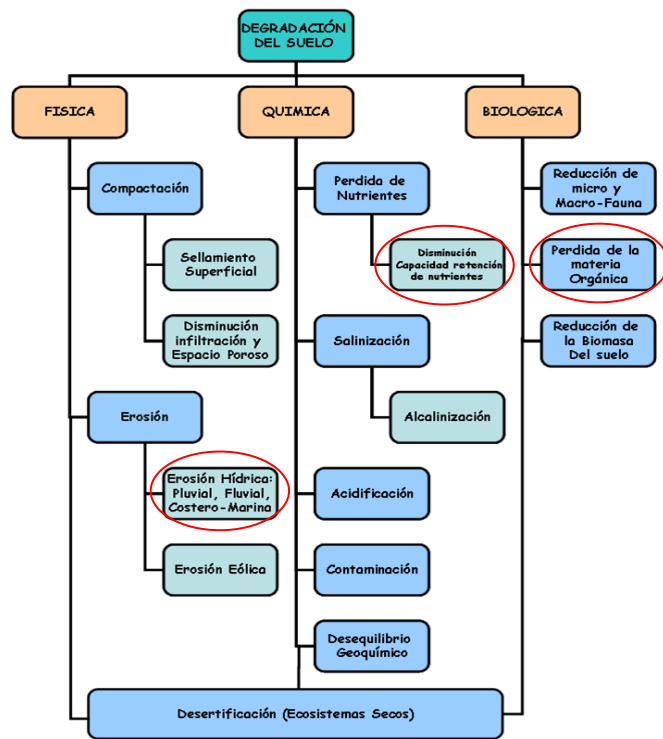 DEGRADACIÓN
DEL SUELO
FISICA
QUIMICA
BIOLOGICA
Compactación
Sellamiento
Superficial
Disminución
infiltración y
Espacio Poroso
Erosión
Erosión Hídrica:
Pluvial, Fluvial,
Costero-Marina
Erosión Eólica
Perdida de
Nutrientes
Disminución
Capacidad retención
de nutrientes
Salinización
Alcalinización
Acidificación
Contaminación
Desequilibrio
Geoquímico
Reducción de
micro y
Macro-Fauna
Perdida de la
materia
Orgánica
Reducción de
la Biomasa
Del suelo
Desertificación (Ecosistemas Secos)